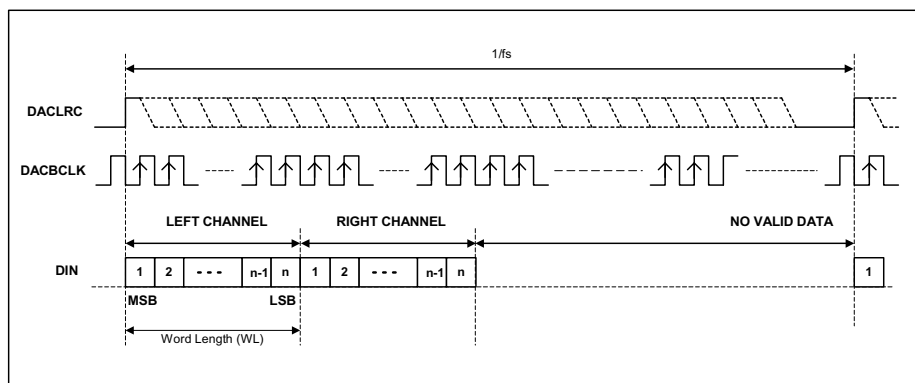 1/fs
DACLRC
DACBCLK
LEFT CHANNEL RIGHT CHANNEL NO VALID DATA
DIN 1 2 - - - n-1 n 1 2 - - - n-1 n 1
MSB LSB
Word Length (WL)